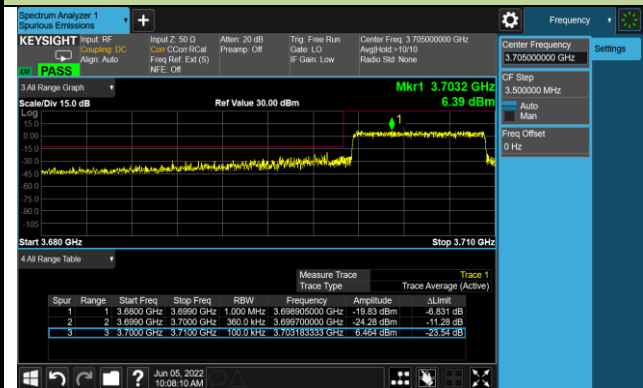 Spectrum Analyzer 1
Spurious Emissions
Frequency
KEYSIGHT
Input: RF
Coupling: DC
Align: Auto
Input Z: 50 Ω
Corr CCorr RCal
Freq Ref: Ext (S)
NFE: Off
Atten: 20 dB
Preamp: Off
Trig: Free Run
Gate: LO
IF Gain: Low
Center Freq: 3.705000000 GHz
Avg|Hold:>10/10
Radio Std: None
PASS
3 All Range Graph
Mkr1 3.7032 GHz
Scale/Div 15.0 dB
Ref Value 30.00 dBm
6.39 dBm
Log
15.0
0.00
-15.0
-30.0
-45.0
-60.0
-75.0
-90.0
-105
1
Start 3.680 GHz
Stop 3.710 GHz
4 All Range Table
Measure Trace Trace 1
Trace Type Trace Average (Active)
Spur Range Start Freq Stop Freq RBW Frequency Amplitude ΔLimit
1 1 3.6800 GHz 3.6990 GHz 1.000 MHz 3.698905000 GHz -19.83 dBm -6.831 dB
2 2 3.6990 GHz 3.7000 GHz 360.0 kHz 3.699700000 GHz -24.28 dBm -11.28 dB
3 3 3.7000 GHz 3.7100 GHz 100.0 kHz 3.703183333 GHz 6.464 dBm -23.54 dB
Jun 05, 2022
10:08:10 AM
Center Frequency
3.705000000 GHz
Settings
CF Step
3.500000 MHz
Auto
Man
Freq Offset
0 Hz